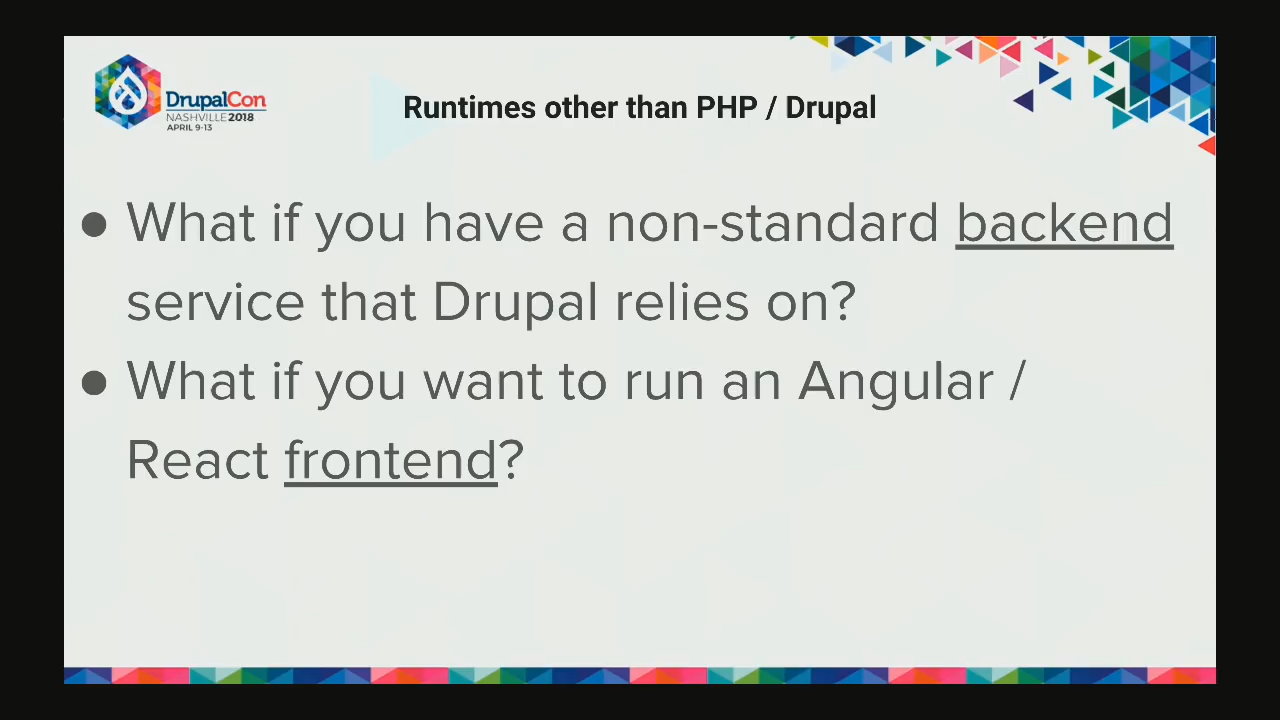 DrupalCon
NASHVILLE 2018
APRIL 9-13
Runtimes other than PHP / Drupal
● What if you have a non-standard backend
service that Drupal relies on?
● What if you want to run an Angular /
React frontend?